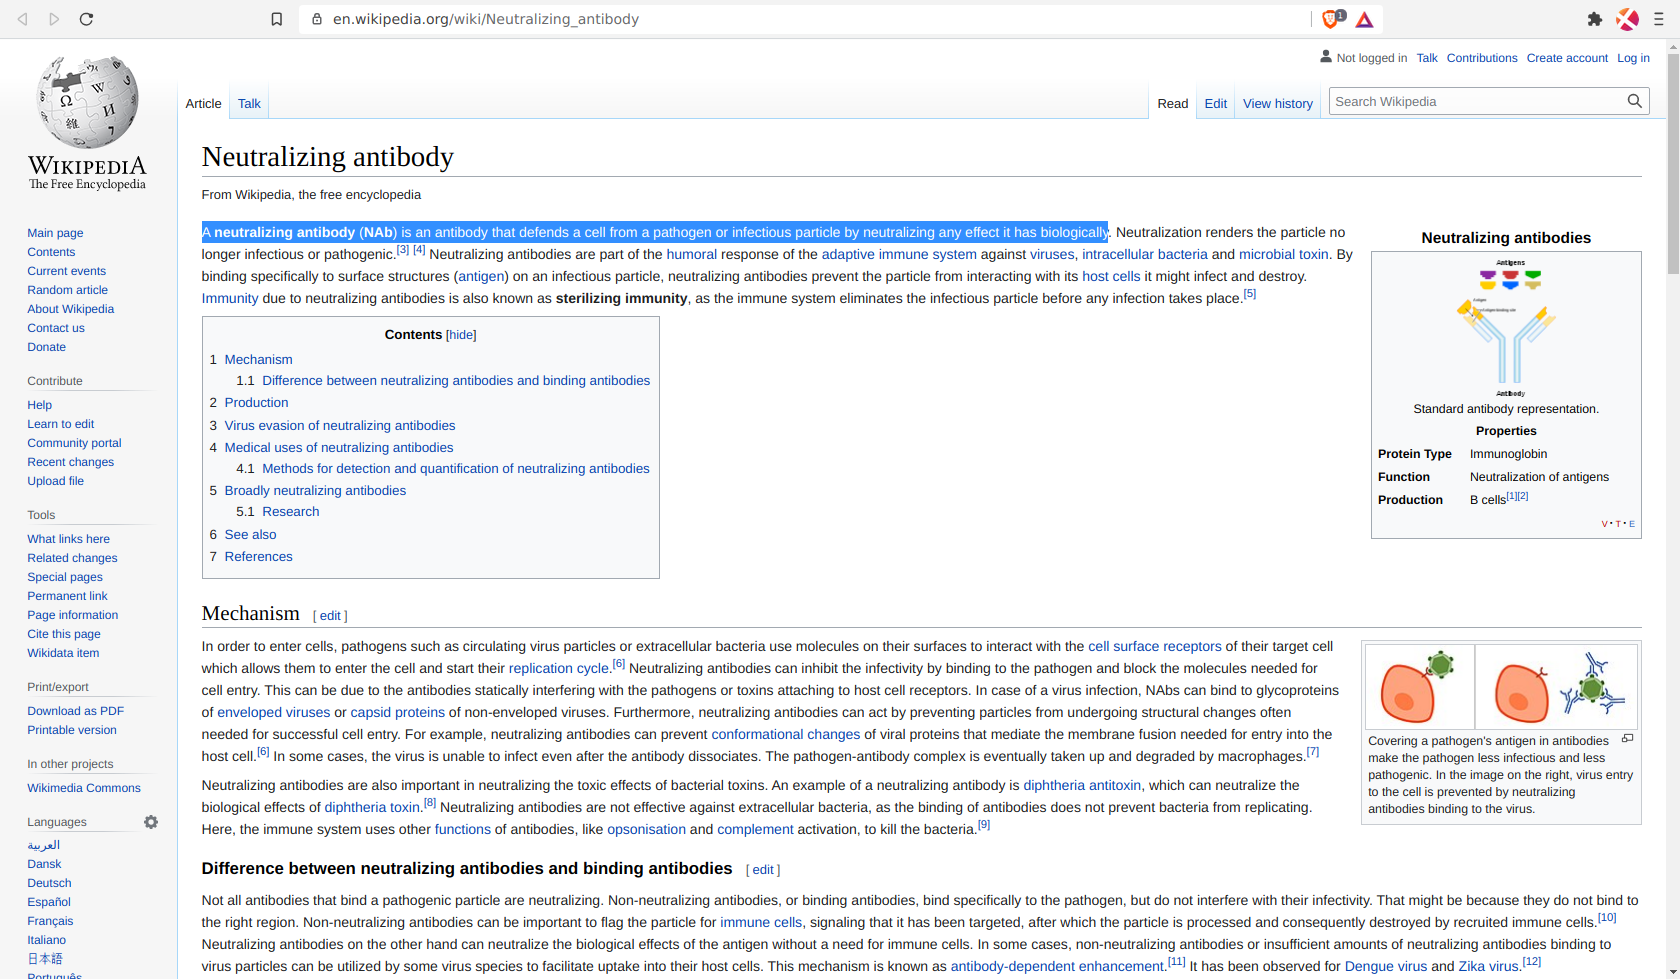 en.wikipedia.org/wiki/Neutralizing_antibody
1
Not logged in Talk Contributions Create account Log in
Article Talk
Read Edit View history
Search Wikipedia
WIKIPEDIA
The Free Encyclopedia
Main page
Contents
Current events
Random article
About Wikipedia
Contact us
Donate
Contribute
Help
Learn to edit
Community portal
Recent changes
Upload file
Tools
What links here
Related changes
Special pages
Permanent link
Page information
Cite this page
Wikidata item
Print/export
Download as PDF
Printable version
In other projects
Wikimedia Commons
Languages
العربية
Dansk
Deutsch
Español
Français
Italiano
日本語
Português
Neutralizing antibody
From Wikipedia, the free encyclopedia
A neutralizing antibody (NAb) is an antibody that defends a cell from a pathogen or infectious particle by neutralizing any effect it has biologically. Neutralization renders the particle no
longer infectious or pathogenic.[3] [4] Neutralizing antibodies are part of the humoral response of the adaptive immune system against viruses, intracellular bacteria and microbial toxin. By
binding specifically to surface structures (antigen) on an infectious particle, neutralizing antibodies prevent the particle from interacting with its host cells it might infect and destroy.
Immunity due to neutralizing antibodies is also known as sterilizing immunity, as the immune system eliminates the infectious particle before any infection takes place.[5]
Neutralizing antibodies
Antigens
Antigen
Antibody
Standard antibody representation.
Properties
Protein Type Immunoglobin
Function Neutralization of antigens
Production B cells[1][2]
V · T · E
Contents [hide]
1 Mechanism
1.1 Difference between neutralizing antibodies and binding antibodies
2 Production
3 Virus evasion of neutralizing antibodies
4 Medical uses of neutralizing antibodies
4.1 Methods for detection and quantification of neutralizing antibodies
5 Broadly neutralizing antibodies
5.1 Research
6 See also
7 References
Mechanism [ edit ]
In order to enter cells, pathogens such as circulating virus particles or extracellular bacteria use molecules on their surfaces to interact with the cell surface receptors of their target cell
which allows them to enter the cell and start their replication cycle.[6] Neutralizing antibodies can inhibit the infectivity by binding to the pathogen and block the molecules needed for
cell entry. This can be due to the antibodies statically interfering with the pathogens or toxins attaching to host cell receptors. In case of a virus infection, NAbs can bind to glycoproteins
of enveloped viruses or capsid proteins of non-enveloped viruses. Furthermore, neutralizing antibodies can act by preventing particles from undergoing structural changes often
needed for successful cell entry. For example, neutralizing antibodies can prevent conformational changes of viral proteins that mediate the membrane fusion needed for entry into the
host cell.[6] In some cases, the virus is unable to infect even after the antibody dissociates. The pathogen-antibody complex is eventually taken up and degraded by macrophages.[7]
Neutralizing antibodies are also important in neutralizing the toxic effects of bacterial toxins. An example of a neutralizing antibody is diphtheria antitoxin, which can neutralize the
biological effects of diphtheria toxin.[8] Neutralizing antibodies are not effective against extracellular bacteria, as the binding of antibodies does not prevent bacteria from replicating.
Here, the immune system uses other functions of antibodies, like opsonisation and complement activation, to kill the bacteria.[9]
Covering a pathogen's antigen in antibodies
make the pathogen less infectious and less
pathogenic. In the image on the right, virus entry
to the cell is prevented by neutralizing
antibodies binding to the virus.
Difference between neutralizing antibodies and binding antibodies [ edit ]
Not all antibodies that bind a pathogenic particle are neutralizing. Non-neutralizing antibodies, or binding antibodies, bind specifically to the pathogen, but do not interfere with their infectivity. That might be because they do not bind to
the right region. Non-neutralizing antibodies can be important to flag the particle for immune cells, signaling that it has been targeted, after which the particle is processed and consequently destroyed by recruited immune cells.[10]
Neutralizing antibodies on the other hand can neutralize the biological effects of the antigen without a need for immune cells. In some cases, non-neutralizing antibodies or insufficient amounts of neutralizing antibodies binding to
virus particles can be utilized by some virus species to facilitate uptake into their host cells. This mechanism is known as antibody-dependent enhancement.[11] It has been observed for Dengue virus and Zika virus.[12]